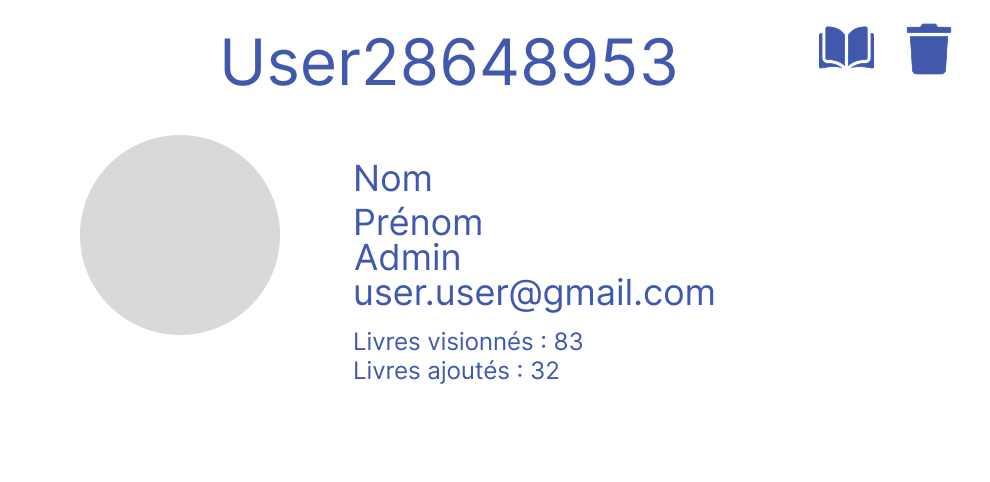 User28648953
Nom
Prénom
Admin
user.user@gmail.com
Livres visionnés : 83
Livres ajoutés : 32